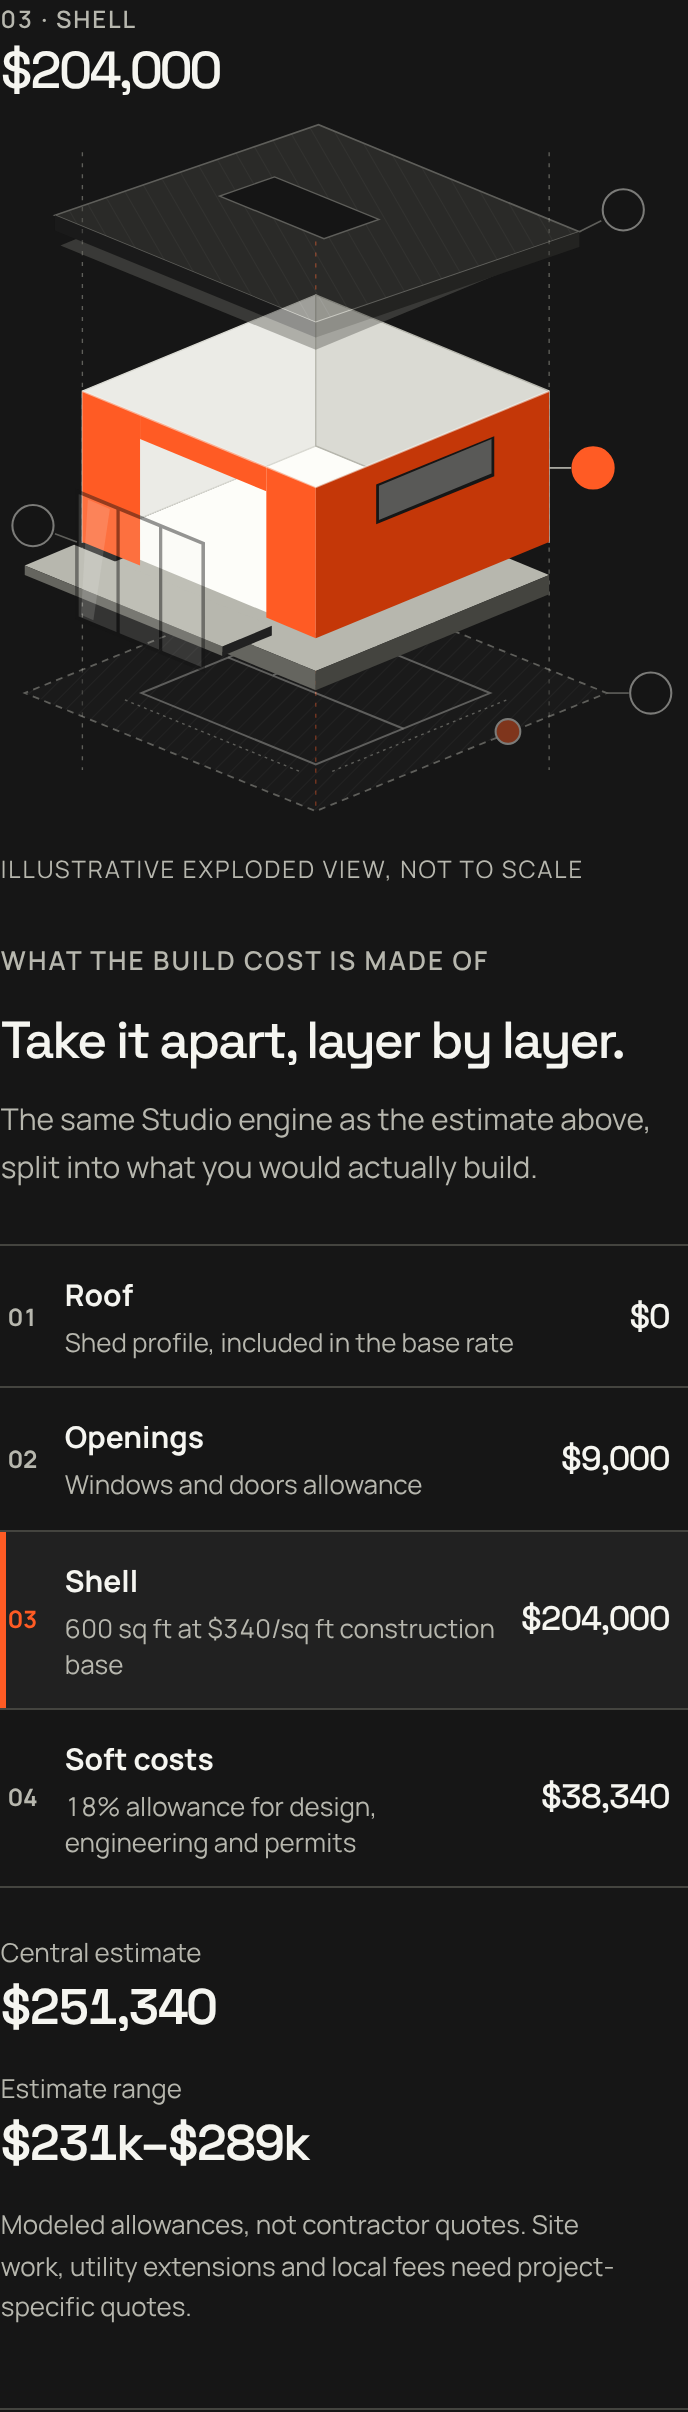 03 · SHELL
$204,000
ILLUSTRATIVE EXPLODED VIEW, NOT TO SCALE
WHAT THE BUILD COST IS MADE OF
Take it apart, layer by layer.
The same Studio engine as the estimate above,
split into what you would actually build.
01
Roof
Shed profile, included in the base rate
$0
02
Openings
Windows and doors allowance
$9,000
03
Shell
600 sq ft at $340/sq ft construction
base
$204,000
04
Soft costs
18% allowance for design,
engineering and permits
$38,340
Central estimate
$251,340
Estimate range
$231k–$289k
Modeled allowances, not contractor quotes. Site
work, utility extensions and local fees need project-
specific quotes.